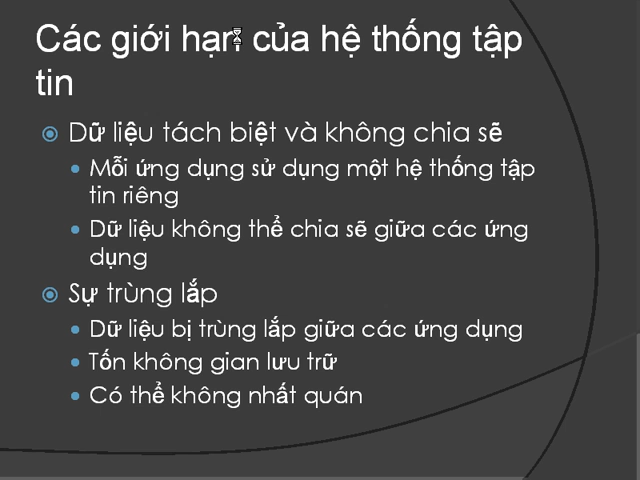 Các giới hạn của hệ thống tập
tin
Dữ liệu tách biệt và không chia sẽ
Mỗi ứng dụng sử dụng một hệ thống tập
tin riêng
Dữ liệu không thể chia sẽ giữa các ứng
dụng
Sự trùng lắp
Dữ liệu bị trùng lắp giữa các ứng dụng
Tốn không gian lưu trữ
Có thể không nhất quán